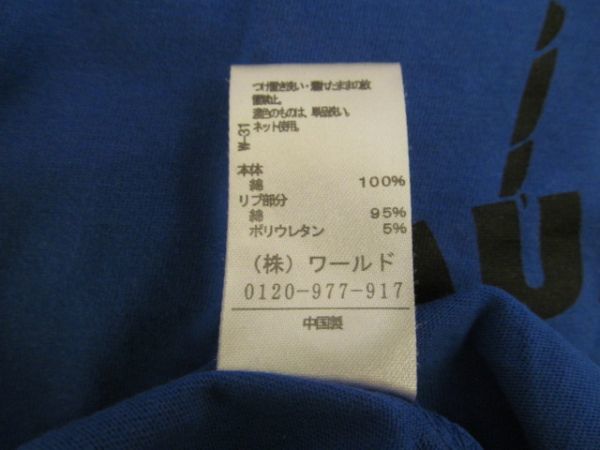 つけ置き洗い・濡れたままの放
置禁止。
濃色のものは、単品洗い。
ネット使用。
W-31
本体
綿 100%
リブ部分
綿 95%
ポリウレタン 5%
(株)ワールド
0120-977-917
中国製
AU